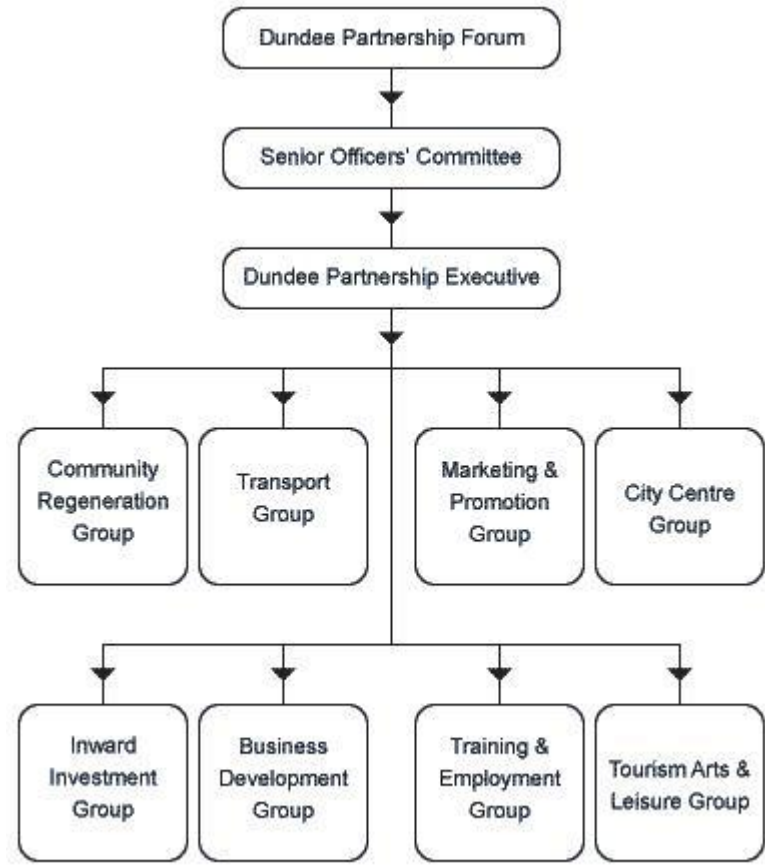 Dundee Partnership Forum
Senior Officers' Committee
Dundee Partnership Executive
Community
Regeneration
Group
Transport
Group
Marketing &
Promotion
Group
City Centre
Group
Inward
Investment
Group
Business
Development
Group
Training &
Employment
Group
Tourism Arts &
Leisure Group